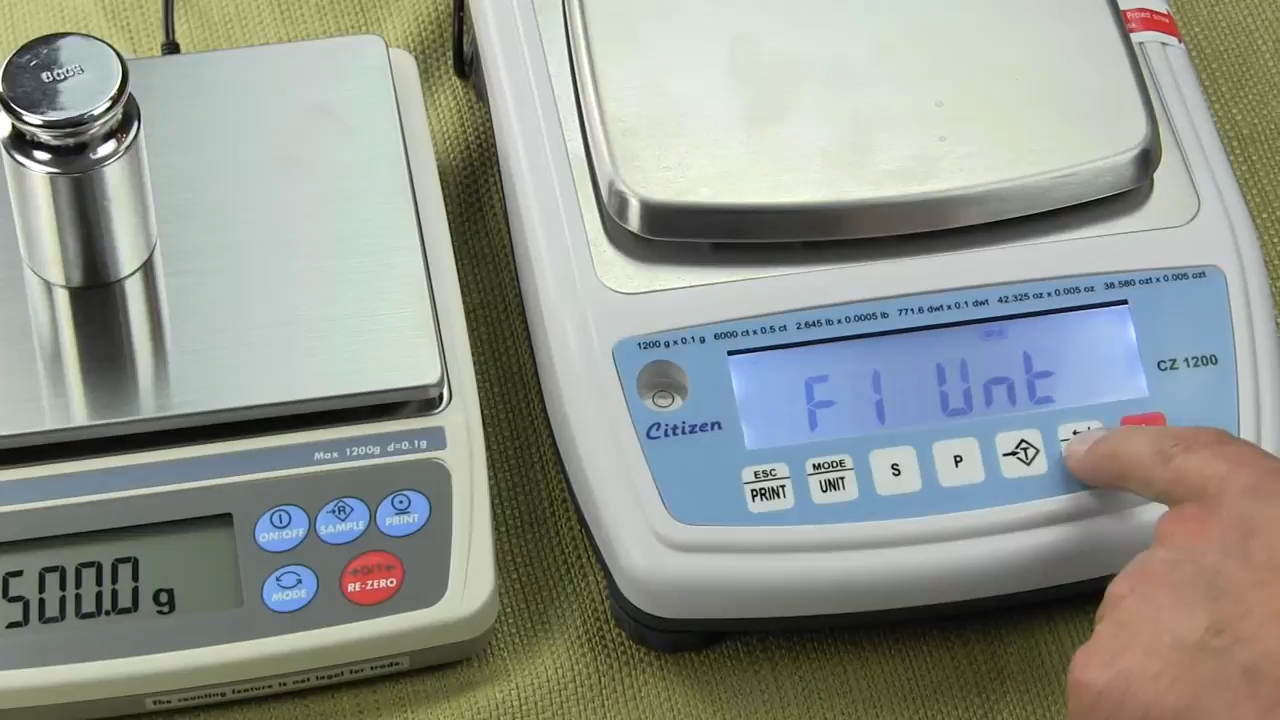 500g
Max 1200g d=0.1g
ON:OFF
SAMPLE
PRINT
MODE
→0/T←
RE-ZERO
500.0 g
The counting feature is not legal for trade.
1200 g x 0.1 g 6000 ct x 0.5 ct 2.645 lb x 0.0005 lb 771.6 dwt x 0.1 dwt 42.325 oz x 0.005 oz 38.580 ozt x 0.005 ozt
F1 Unt
CZ 1200
Citizen
ESC
PRINT
MODE
UNIT
S
P
T